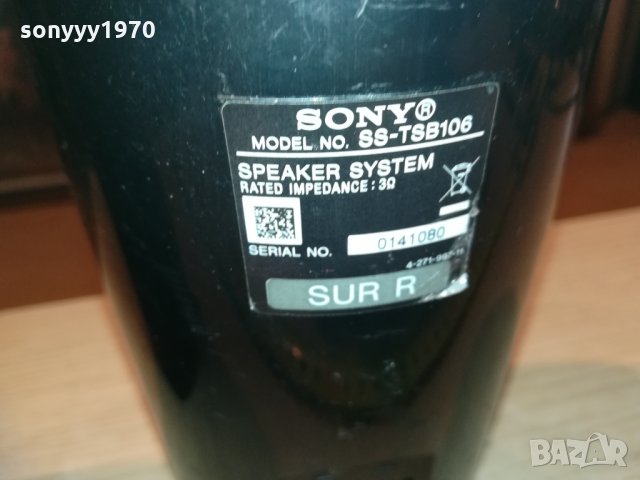 sonyyy1970
SONY®
MODEL NO. SS-TSB106
SPEAKER SYSTEM
RATED IMPEDANCE : 3Ω
SERIAL NO. 0141080
SUR R
BAZAR